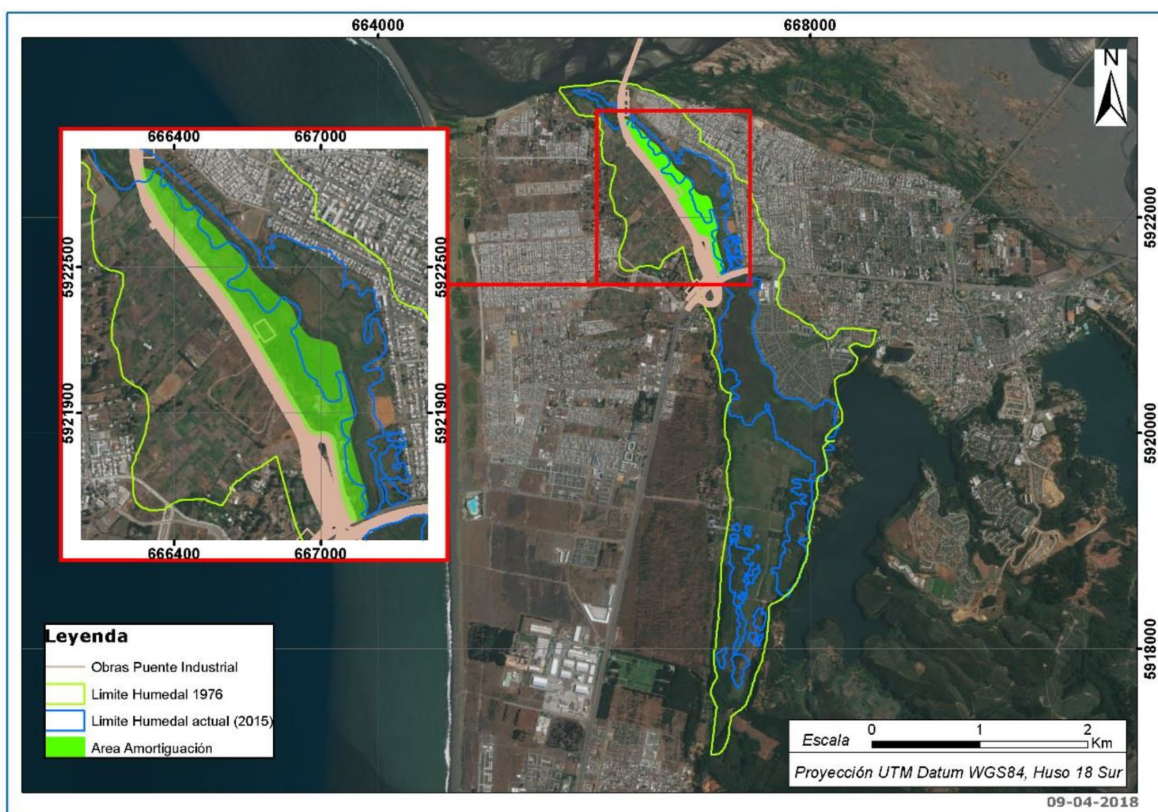 664000
668000
N
666400
667000
5922500
5922500
5921900
5921900
666400
667000
5922000
5920000
5918000
Leyenda
Obras Puente Industrial
Limite Humedal 1976
Limite Humedal actual (2015)
Area Amortiguación
Escala
0
1
2
Km
Proyección UTM Datum WGS84, Huso 18 Sur
09-04-2018